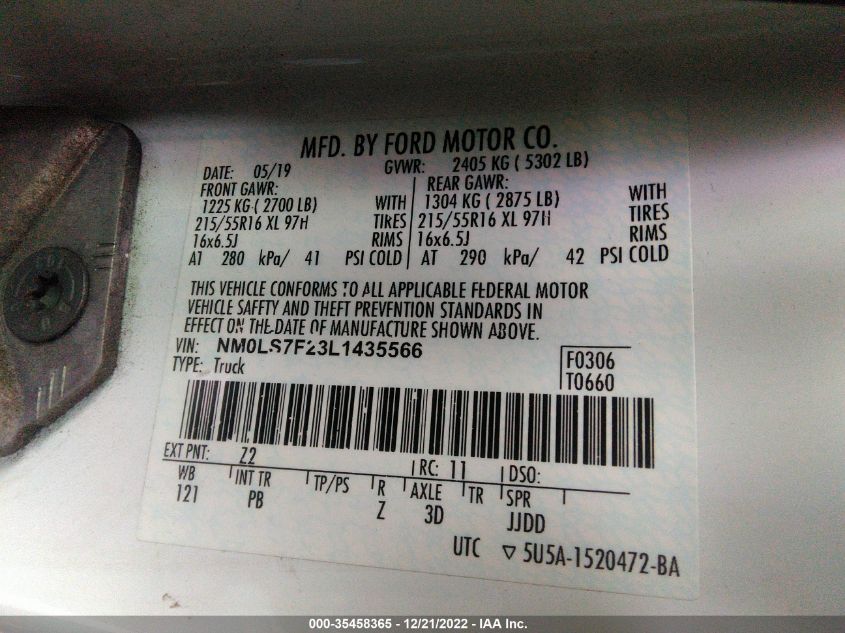 MFD. BY FORD MOTOR CO.
DATE: 05/19 GVWR: 2405 KG ( 5302 LB)
FRONT GAWR: REAR GAWR:
1225 KG ( 2700 LB) WITH 1304 KG ( 2875 LB) WITH
215/55R16 XL 97H TIRES 215/55R16 XL 97H TIRES
16x6.5J RIMS 16x6.5J RIMS
AT 280 kPa/ 41 PSI COLD AT 290 kPa/ 42 PSI COLD
THIS VEHICLE CONFORMS TO ALL APPLICABLE FEDERAL MOTOR
VEHICLE SAFETY AND THEFT PREVENTION STANDARDS IN
EFFECT ON THE DATE OF MANUFACTURE SHOWN ABOVE.
VIN: NM0LS7F23L1435566
TYPE: Truck
F0306
T0660
EXT PNT: Z2 RC: 11 DSO:
WB INT TR TP/PS R AXLE TR SPR
121 PB Z 3D JJDD
UTC ▽ 5U5A-1520472-BA
000-35458365 - 12/21/2022 - IAA Inc.